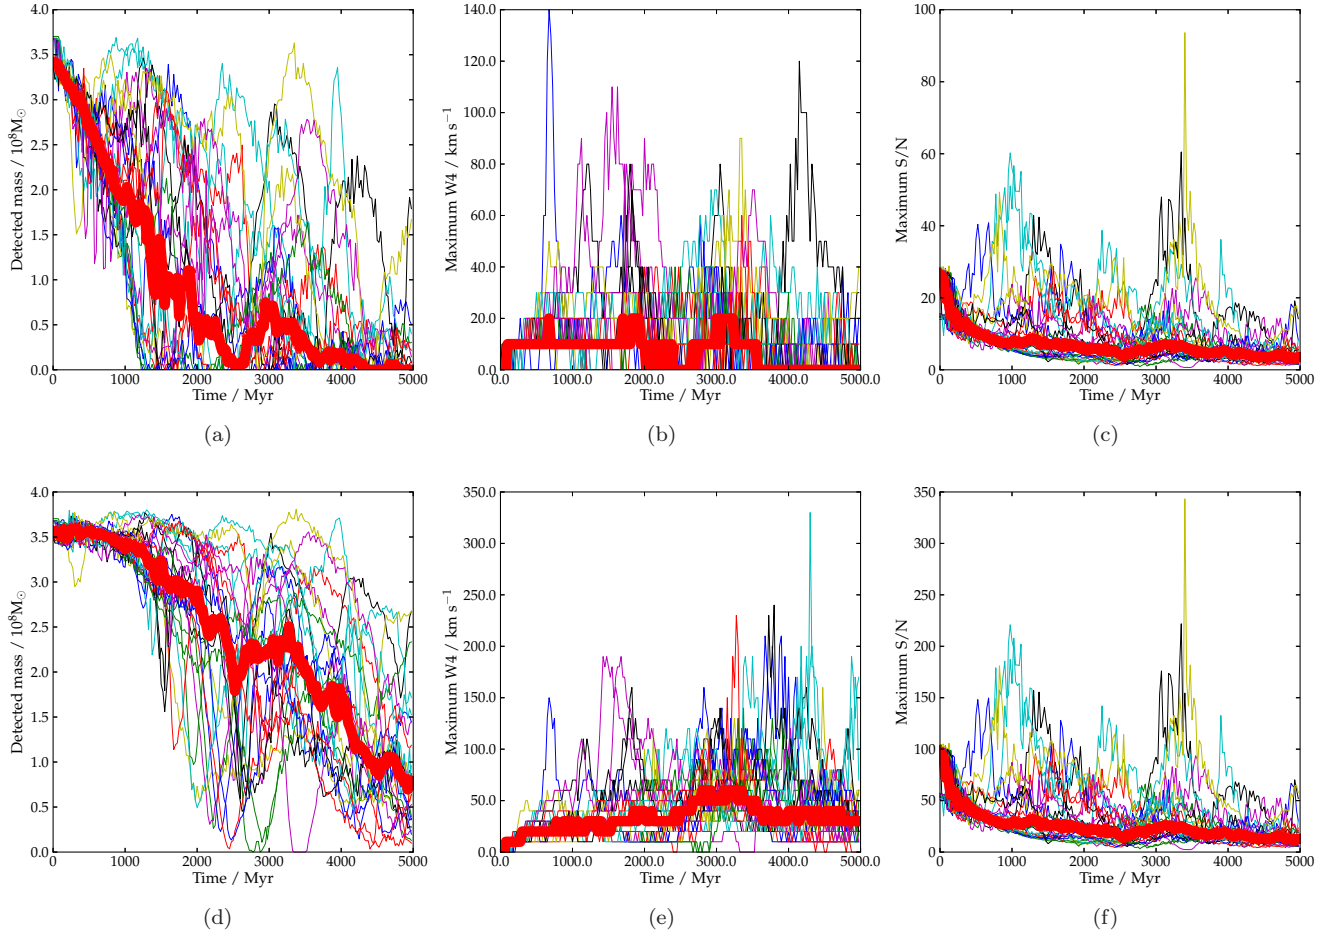 4.0
3.5
3.0
2.5
2.0
1.5
1.0
0.5
0.0
Detected mass / 10⁸M⊙
0 1000 2000 3000 4000 5000
Time / Myr
(a)
140.0
120.0
100.0
80.0
60.0
40.0
20.0
0.0
Maximum W4 / km s⁻¹
0.0 1000.0 2000.0 3000.0 4000.0 5000.0
Time / Myr
(b)
100
80
60
40
20
0
Maximum S/N
0 1000 2000 3000 4000 5000
Time / Myr
(c)
4.0
3.5
3.0
2.5
2.0
1.5
1.0
0.5
0.0
Detected mass / 10⁸M⊙
0 1000 2000 3000 4000 5000
Time / Myr
(d)
350.0
300.0
250.0
200.0
150.0
100.0
50.0
0.0
Maximum W4 / km s⁻¹
0.0 1000.0 2000.0 3000.0 4000.0 5000.0
Time / Myr
(e)
350
300
250
200
150
100
50
0
Maximum S/N
0 1000 2000 3000 4000 5000
Time / Myr
(f)